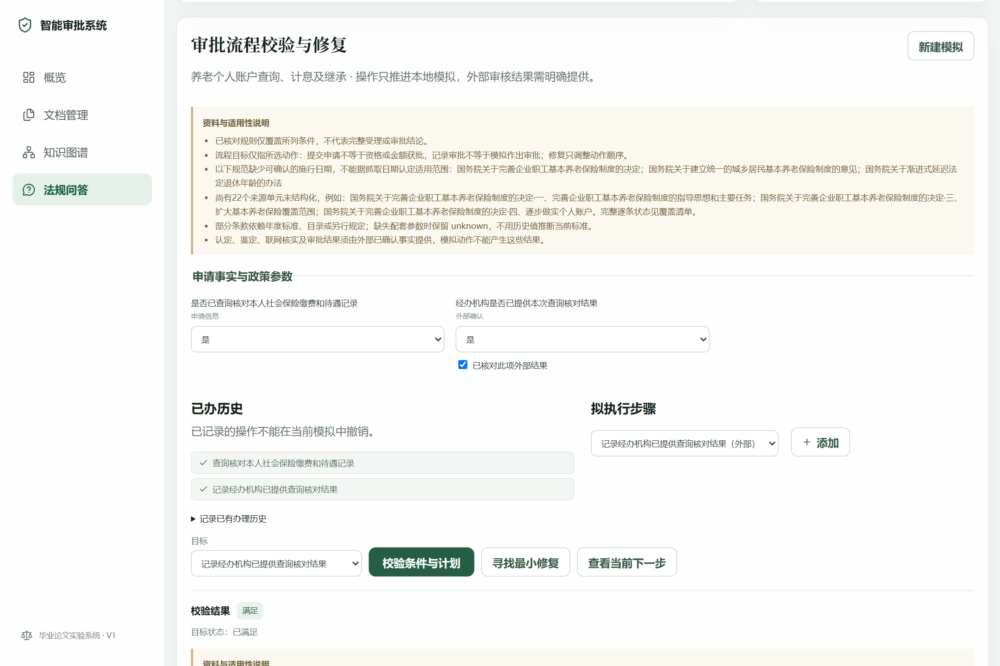 智能审批系统
概览
文档管理
知识图谱
法规问答
毕业论文实验系统 · V1
审批流程校验与修复
新建模拟
养老个人账户查询、计息及继承 · 操作只推进本地模拟，外部审核结果需明确提供。
资料与适用性说明
已核对规则仅覆盖所列条件，不代表完整受理或审批结论。
流程目标仅指所选动作：提交申请不等于资格或金额获批，记录审批不等于模拟作出审批；修复只调整动作顺序。
以下规范缺少可确认的施行日期，不能据抓取日期认定适用范围：国务院关于完善企业职工基本养老保险制度的决定；国务院关于建立统一的城乡居民基本养老保险制度的意见；国务院关于渐进式延迟法
定退休年龄的办法
尚有22个来源单元未结构化，例如：国务院关于完善企业职工基本养老保险制度的决定·一、完善企业职工基本养老保险制度的指导思想和主要任务；国务院关于完善企业职工基本养老保险制度的决定·三、
扩大基本养老保险覆盖范围；国务院关于完善企业职工基本养老保险制度的决定·四、逐步做实个人账户。完整逐条状态见覆盖清单。
部分条款依赖年度标准、目录或另行规定；缺失配套参数时保留 unknown，不用历史值推断当前标准。
认定、鉴定、联网核实及审批结果须由外部已确认事实提供，模拟动作不能产生这些结果。
申请事实与政策参数
是否已查询核对本人社会保险缴费和待遇记录
申请信息
是
经办机构是否已提供本次查询核对结果
外部确认
是
已核对此项外部结果
已办历史
已记录的操作不能在当前模拟中撤销。
查询核对本人社会保险缴费和待遇记录
记录经办机构已提供查询核对结果
记录已有办理历史
拟执行步骤
记录经办机构已提供查询核对结果（外部）
+ 添加
目标
记录经办机构已提供查询核对结果
校验条件与计划
寻找最小修复
查看当前下一步
校验结果 满足
目标状态：已满足
资料与适用性说明